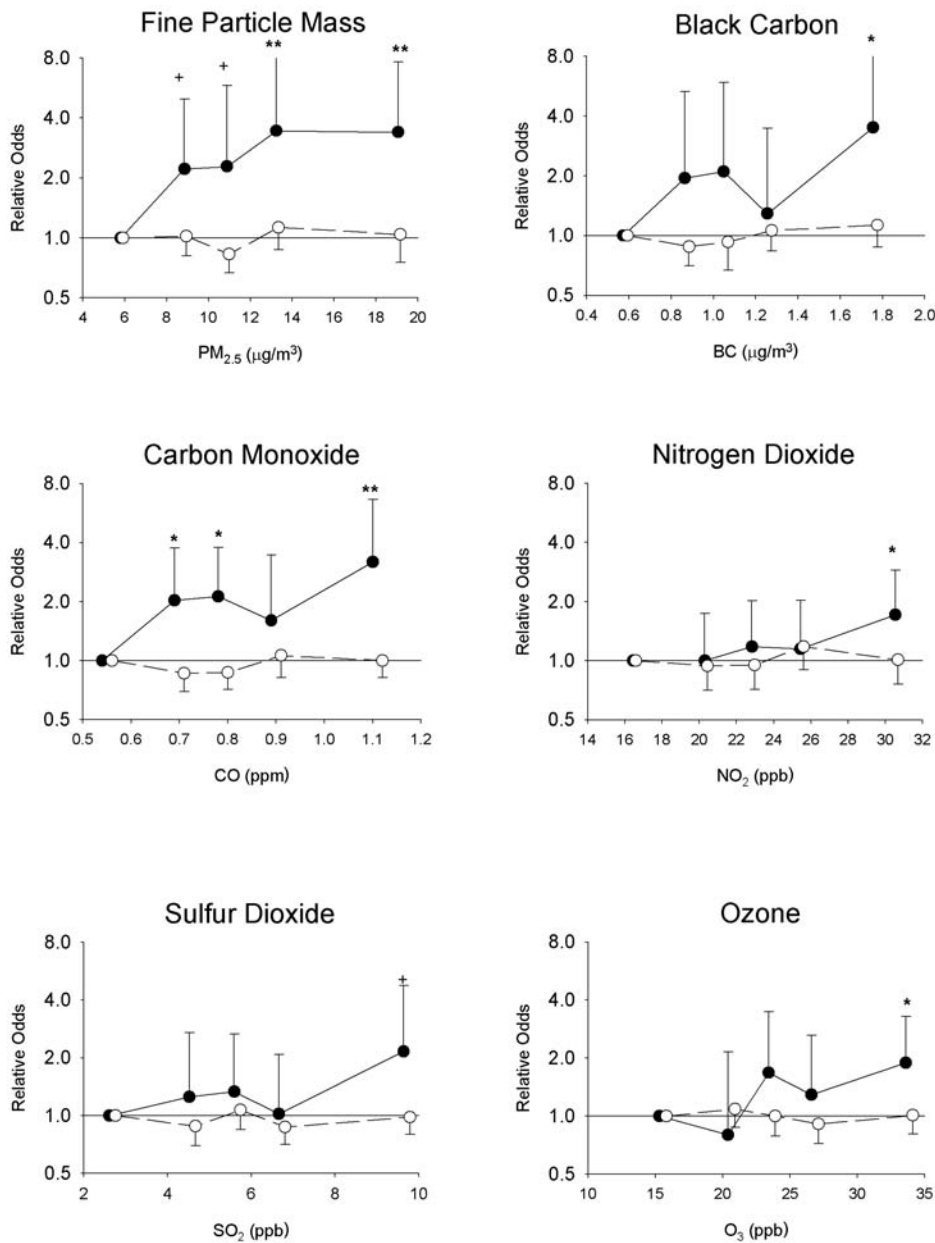 Fine Particle Mass
8.0
4.0
2.0
1.0
0.5
Relative Odds
+ + ** **
4 6 8 10 12 14 16 18 20
PM2.5 (μg/m³)
Black Carbon
8.0
4.0
2.0
1.0
0.5
Relative Odds
*
0.4 0.6 0.8 1.0 1.2 1.4 1.6 1.8 2.0
BC (μg/m³)
Carbon Monoxide
8.0
4.0
2.0
1.0
0.5
Relative Odds
* * **
0.5 0.6 0.7 0.8 0.9 1.0 1.1 1.2
CO (ppm)
Nitrogen Dioxide
8.0
4.0
2.0
1.0
0.5
Relative Odds
*
14 16 18 20 22 24 26 28 30 32
NO2 (ppb)
Sulfur Dioxide
8.0
4.0
2.0
1.0
0.5
Relative Odds
+
2 4 6 8 10
SO2 (ppb)
Ozone
8.0
4.0
2.0
1.0
0.5
Relative Odds
*
10 15 20 25 30 35
O3 (ppb)